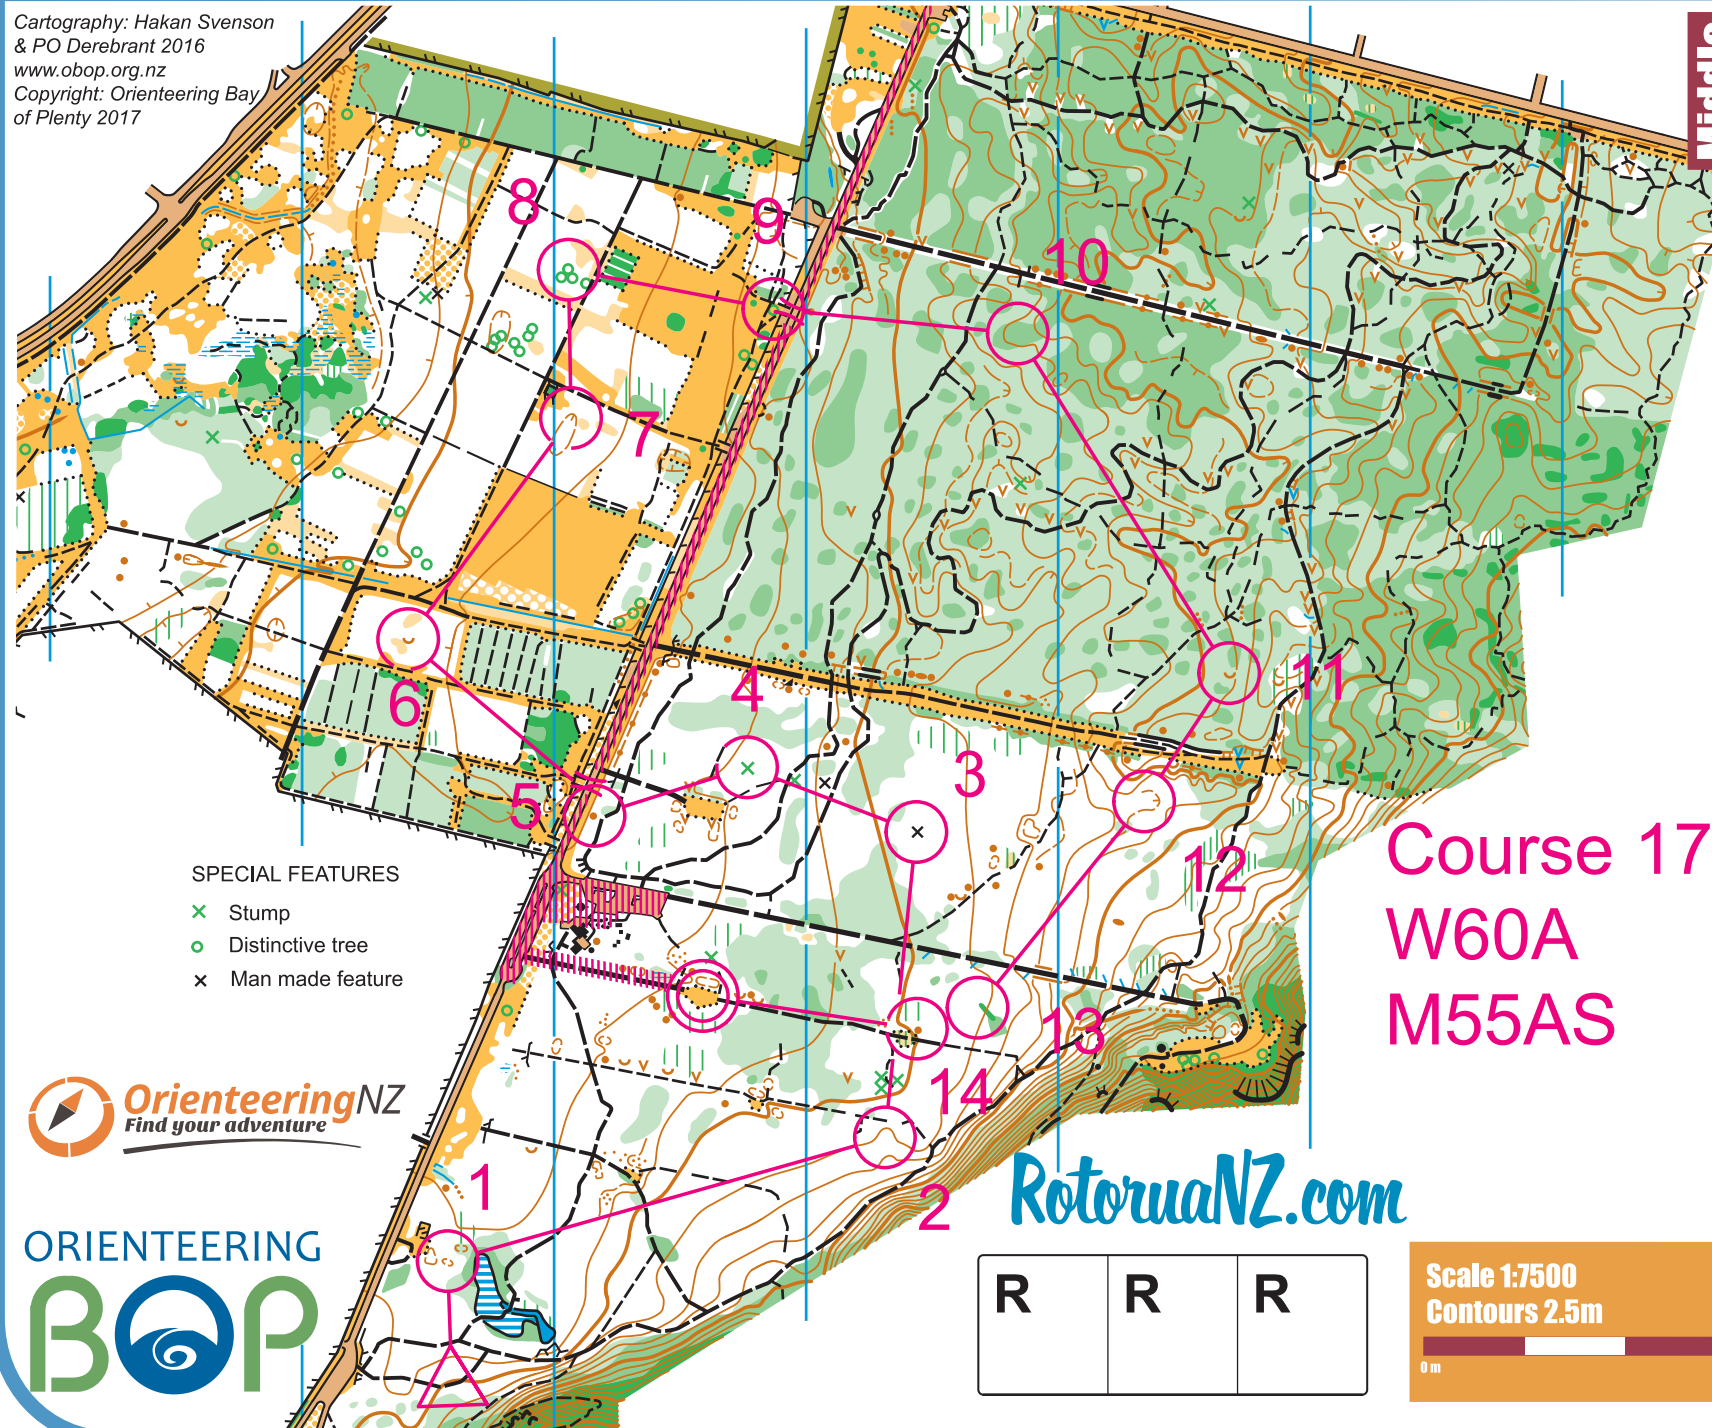 Cartography: Hakan Svenson
& PO Derebrant 2016
www.obop.org.nz
Copyright: Orienteering Bay
of Plenty 2017
Middle
8
9
10
7
6
4
11
5
3
12
13
14
1
2
SPECIAL FEATURES
Stump
Distinctive tree
Man made feature
Course 17
W60A
M55AS
OrienteeringNZ
Find your adventure
ORIENTEERING
BOP
RotoruaNZ.com
R R R
Scale 1:7500
Contours 2.5m
0 m